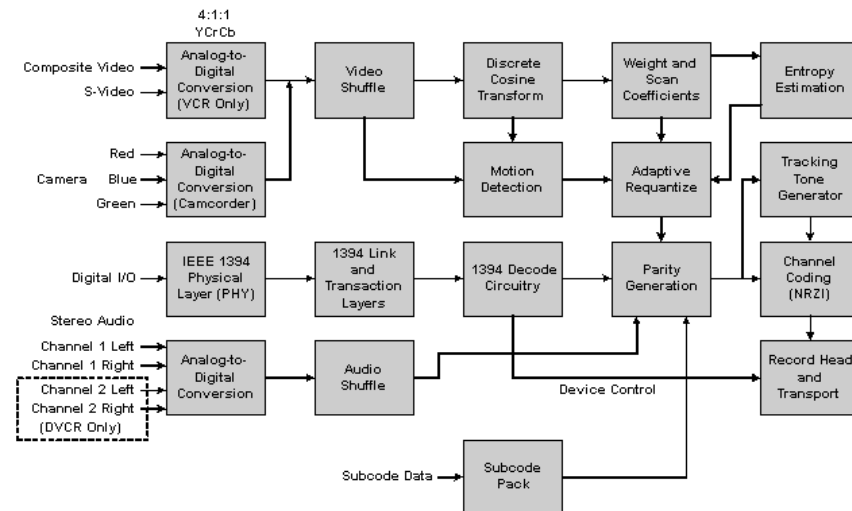 4:1:1
YCrCb
Composite Video
S-Video
Analog-to-
Digital
Conversion
(VCR Only)
Video
Shuffle
Discrete
Cosine
Transform
Weight and
Scan
Coefficients
Entropy
Estimation
Red
Camera Blue
Green
Analog-to-
Digital
Conversion
(Camcorder)
Motion
Detection
Adaptive
Requantize
Tracking
Tone
Generator
Digital I/O
IEEE 1394
Physical
Layer (PHY)
1394 Link
and
Transaction
Layers
1394 Decode
Circuitry
Parity
Generation
Channel
Coding
(NRZI)
Stereo Audio
Channel 1 Left
Channel 1 Right
Channel 2 Left
Channel 2 Right
(DVCR Only)
Analog-to-
Digital
Conversion
Audio
Shuffle
Device Control
Record Head
and
Transport
Subcode Data
Subcode
Pack